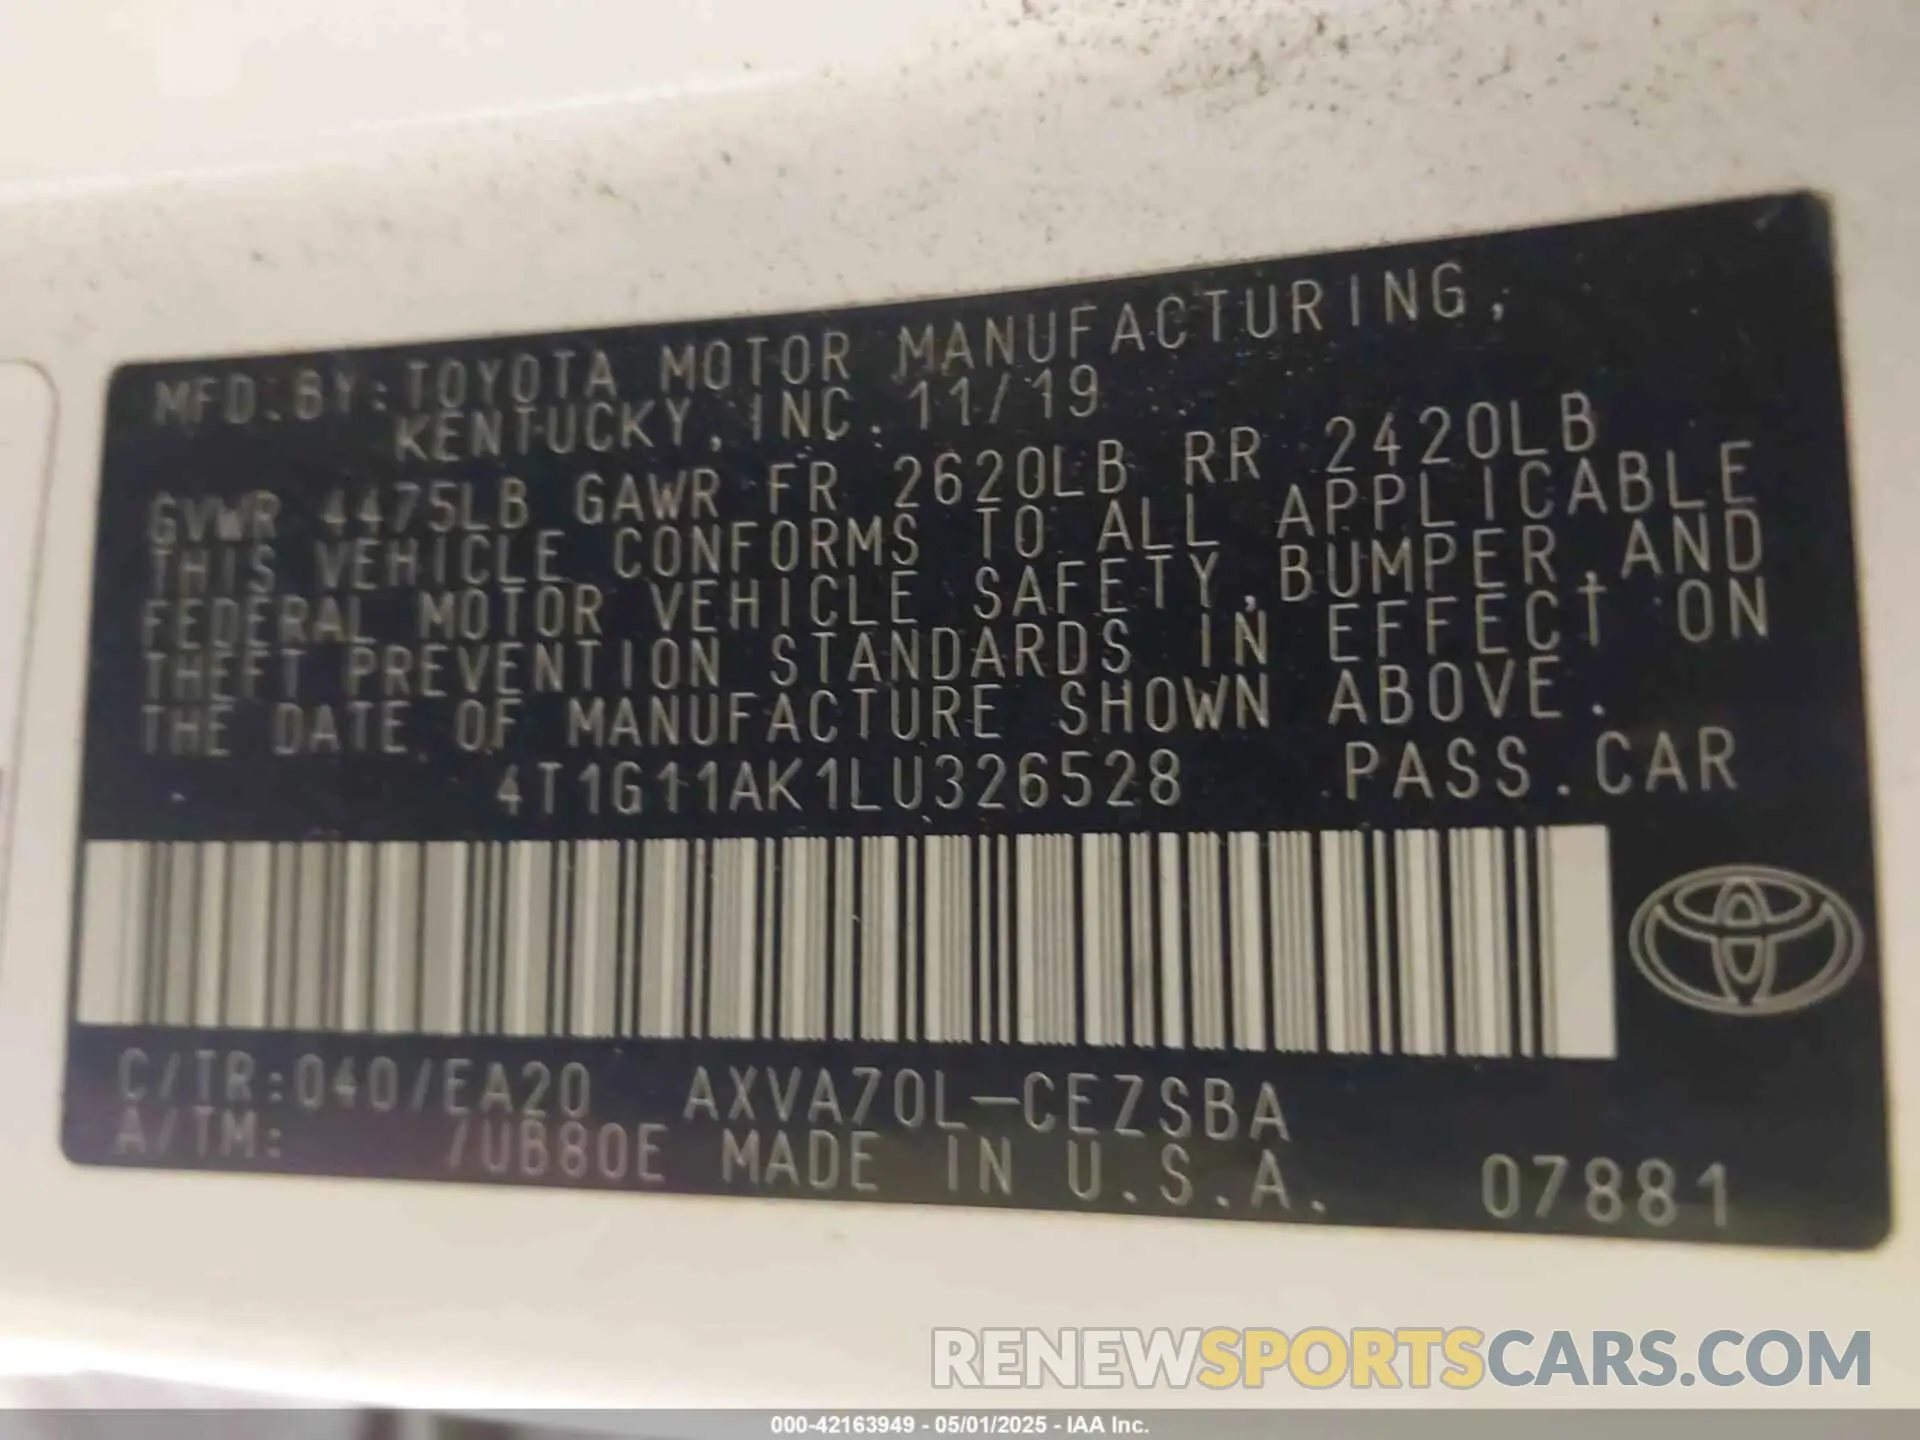 MFD.BY:TOYOTA MOTOR MANUFACTURING,
KENTUCKY,INC. 11/19
GVWR 4475LB GAWR FR 2620LB RR 2420LB
THIS VEHICLE CONFORMS TO ALL APPLICABLE
FEDERAL MOTOR VEHICLE SAFETY,BUMPER,AND
THEFT PREVENTION STANDARDS IN EFFECT ON
THE DATE OF MANUFACTURE SHOWN ABOVE.
4T1G11AK1LU326528 PASS.CAR
C/TR:040/EA20 AXVA70L-CEZSBA
A/TM: /UB80E MADE IN U.S.A. 07881
RENEWSPORTSCARS.COM
000-42163949 - 05/01/2025 - IAA Inc.